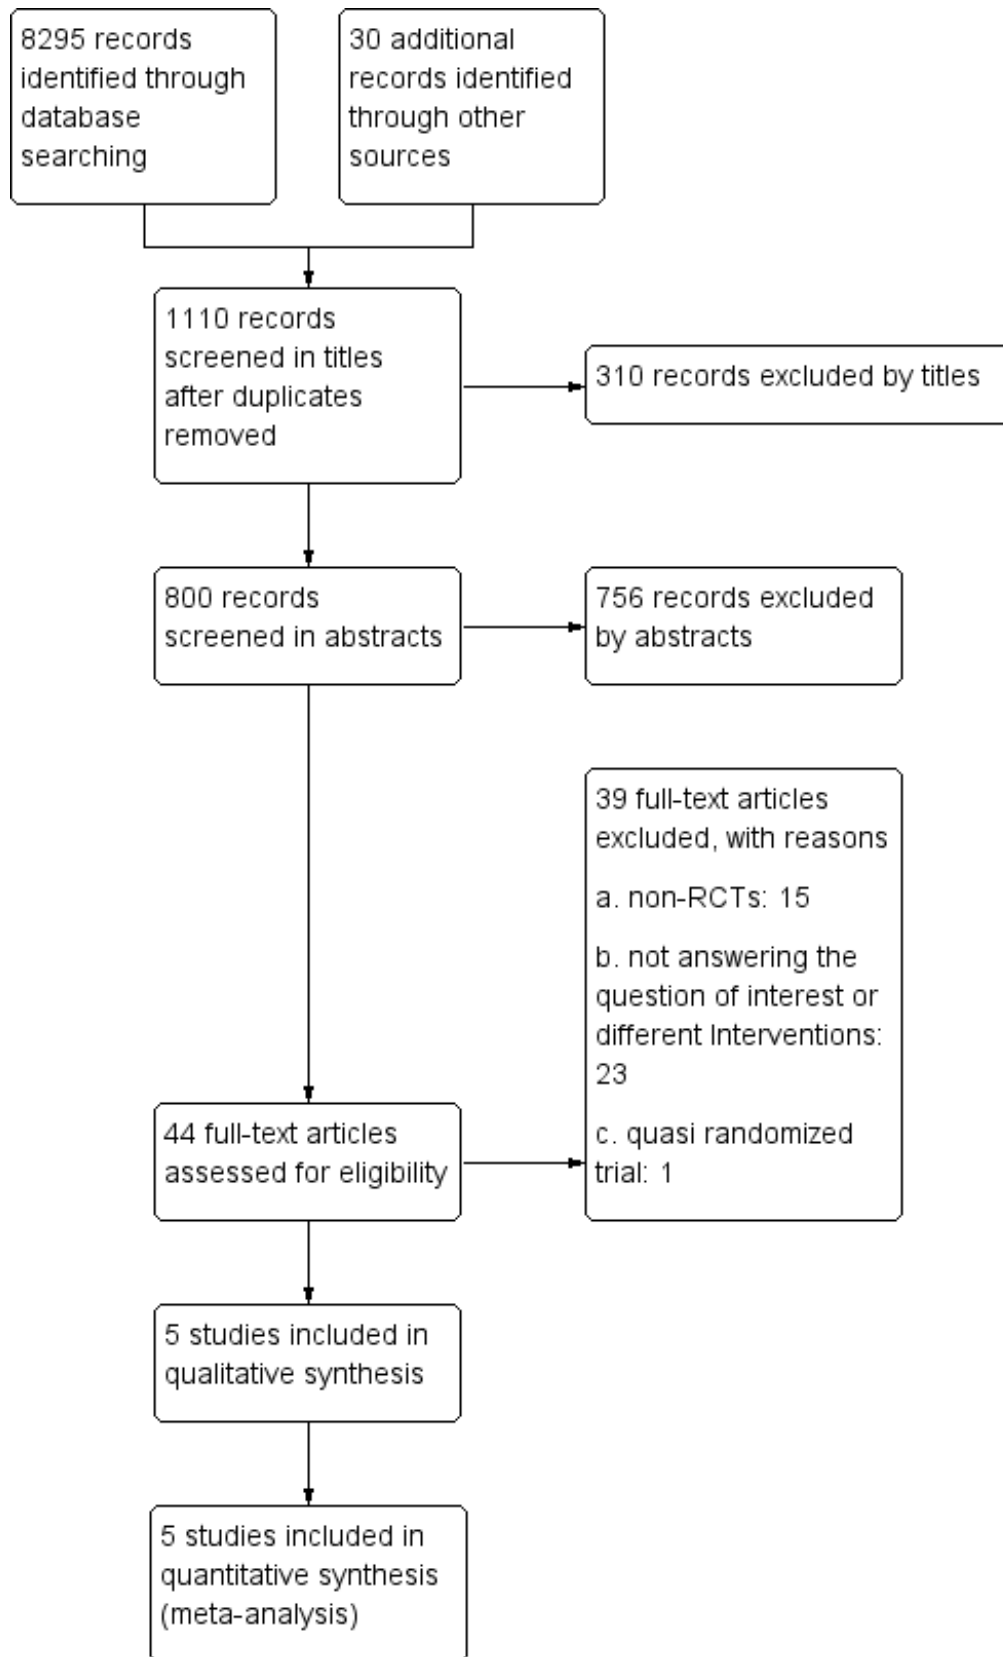 8295 records
identified through
database
searching
30 additional
records identified
through other
sources
1110 records
screened in titles
after duplicates
removed
310 records excluded by titles
800 records
screened in abstracts
756 records excluded
by abstracts
39 full-text articles
excluded, with reasons
a. non-RCTs: 15
b. not answering the
question of interest or
different Interventions:
23
c. quasi randomized
trial: 1
44 full-text articles
assessed for eligibility
5 studies included in
qualitative synthesis
5 studies included in
quantitative synthesis
(meta-analysis)